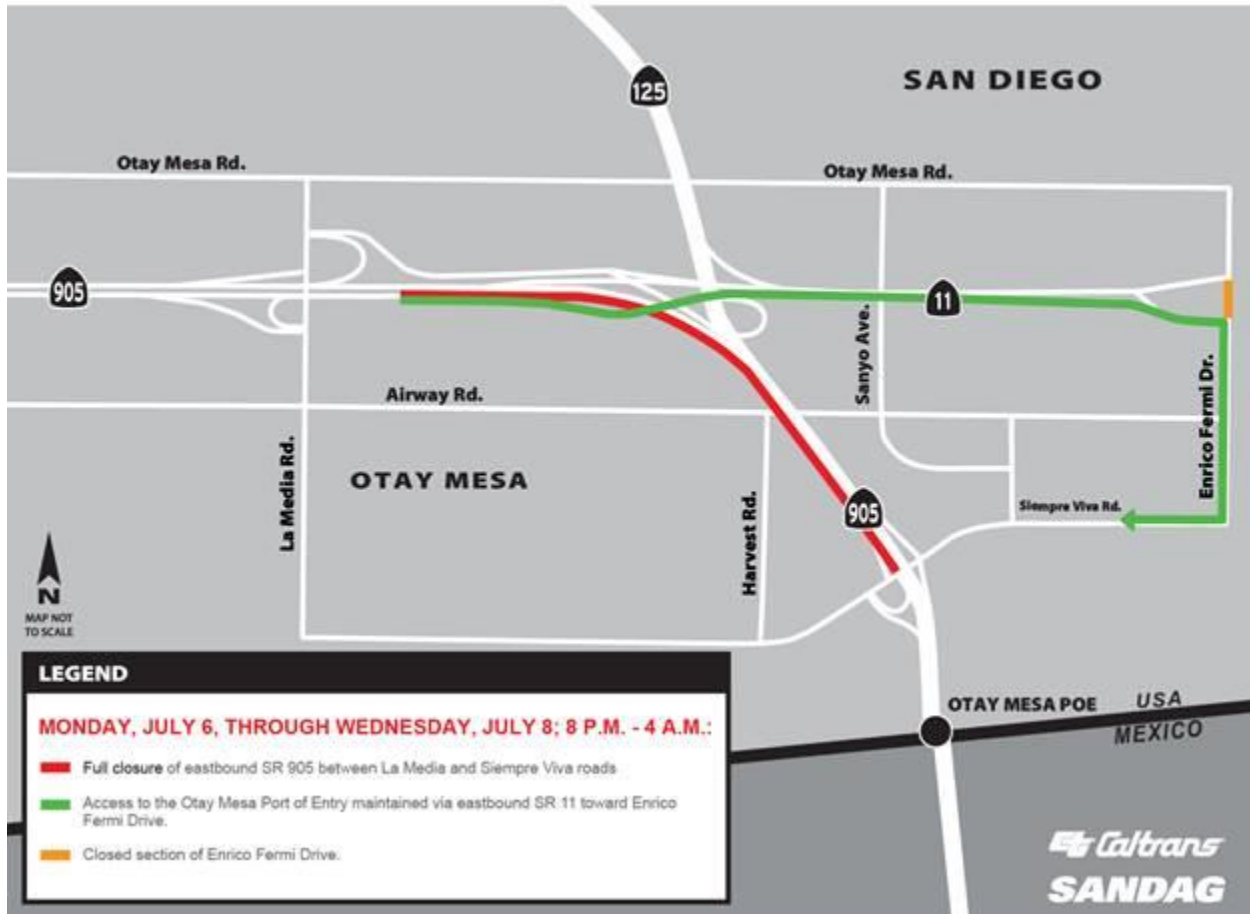 125
SAN DIEGO
Otay Mesa Rd.
Otay Mesa Rd.
905
11
Sanyo Ave.
Airway Rd.
Enrico Fermi Dr.
La Media Rd.
OTAY MESA
905
Siempre Viva Rd.
Harvest Rd.
N
MAP NOT
TO SCALE
OTAY MESA POE
USA
MEXICO
LEGEND
MONDAY, JULY 6, THROUGH WEDNESDAY, JULY 8; 8 P.M. - 4 A.M.:
Full closure of eastbound SR 905 between La Media and Siempre Viva roads
Access to the Otay Mesa Port of Entry maintained via eastbound SR 11 toward Enrico
Fermi Drive.
Closed section of Enrico Fermi Drive.
Caltrans
SANDAG